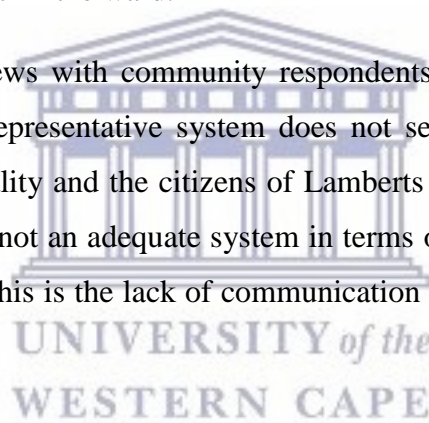 ews with community respondents
epresentative system does not se
ality and the citizens of Lamberts
not an adequate system in terms o
his is the lack of communication
UNIVERSITY of the
WESTERN CAPE